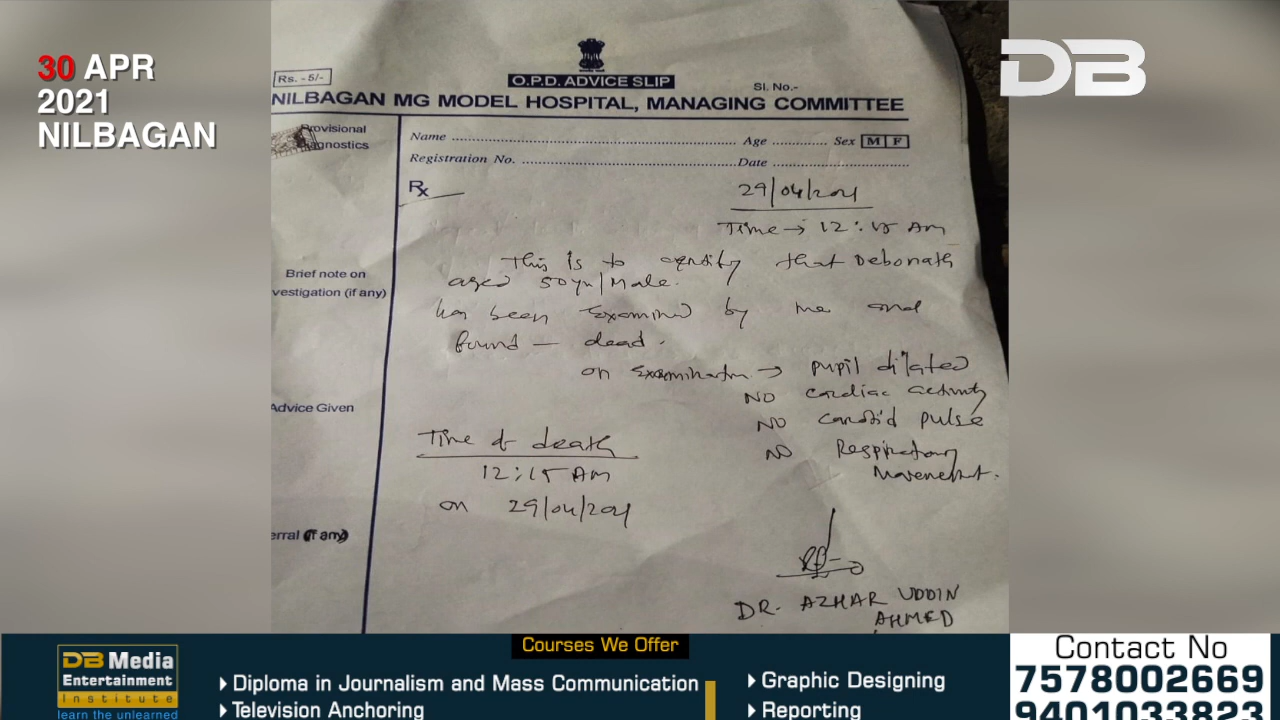 30 APR
2021
NILBAGAN
DB
Rs. -5/-
O.P.D. ADVICE SLIP
Sl. No.-
NILBAGAN MG MODEL HOSPITAL, MANAGING COMMITTEE
Provisional
agnostics
Name
Age
Sex M F
Registration No.
Date
Rx
29/04/2021
Time → 12:15 AM
This is to certify that Debonath
aged 50yr/Male.
has been Examined by me and
found — dead.
on Examination → pupil dilated
NO cardiac activity
NO carotid pulse
NO Respiratory
Movement.
Brief note on
vestigation (if any)
Advice Given
erral (if any)
Time of death
12:15 AM
on 29/04/2021
DR. AZHAR UDDIN
AHMED
DB Media
Entertainment
Institute
learn the unlearned
Courses We Offer
Diploma in Journalism and Mass Communication
Television Anchoring
Graphic Designing
Reporting
Contact No
7578002669
9401033823